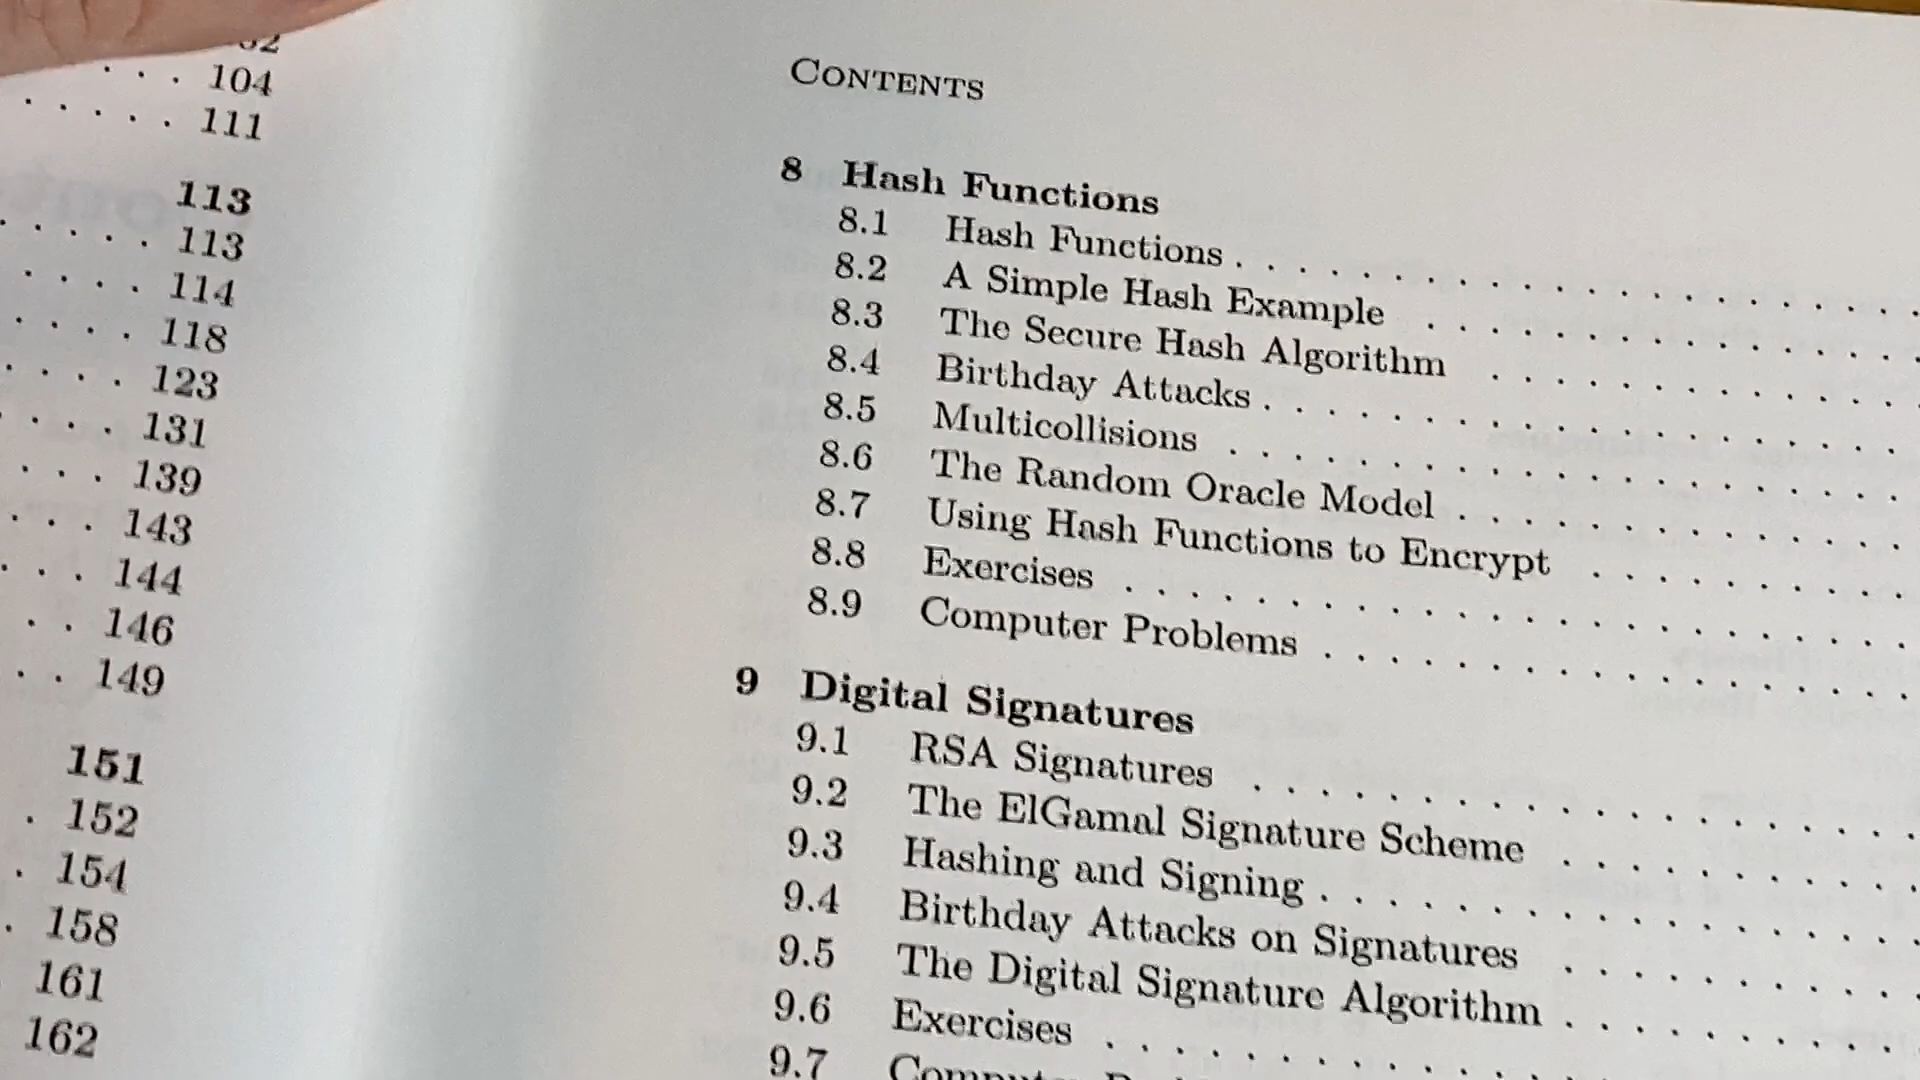 104
111
113
113
114
118
123
131
139
143
144
146
149
151
152
154
158
161
162
CONTENTS
8 Hash Functions
8.1 Hash Functions . . . . . . . . . . . . . . . . .
8.2 A Simple Hash Example . . . . . . . . . . . .
8.3 The Secure Hash Algorithm . . . . . . . . . .
8.4 Birthday Attacks . . . . . . . . . . . . . . . .
8.5 Multicollisions . . . . . . . . . . . . . . . . .
8.6 The Random Oracle Model . . . . . . . . . . .
8.7 Using Hash Functions to Encrypt . . . . . . .
8.8 Exercises . . . . . . . . . . . . . . . . . . . .
8.9 Computer Problems . . . . . . . . . . . . . .
9 Digital Signatures
9.1 RSA Signatures . . . . . . . . . . . . . . . . .
9.2 The ElGamal Signature Scheme . . . . . . . . .
9.3 Hashing and Signing . . . . . . . . . . . . . .
9.4 Birthday Attacks on Signatures . . . . . . . .
9.5 The Digital Signature Algorithm . . . . . . . .
9.6 Exercises . . . . . . . . . . . . . . . . . . .
9.7